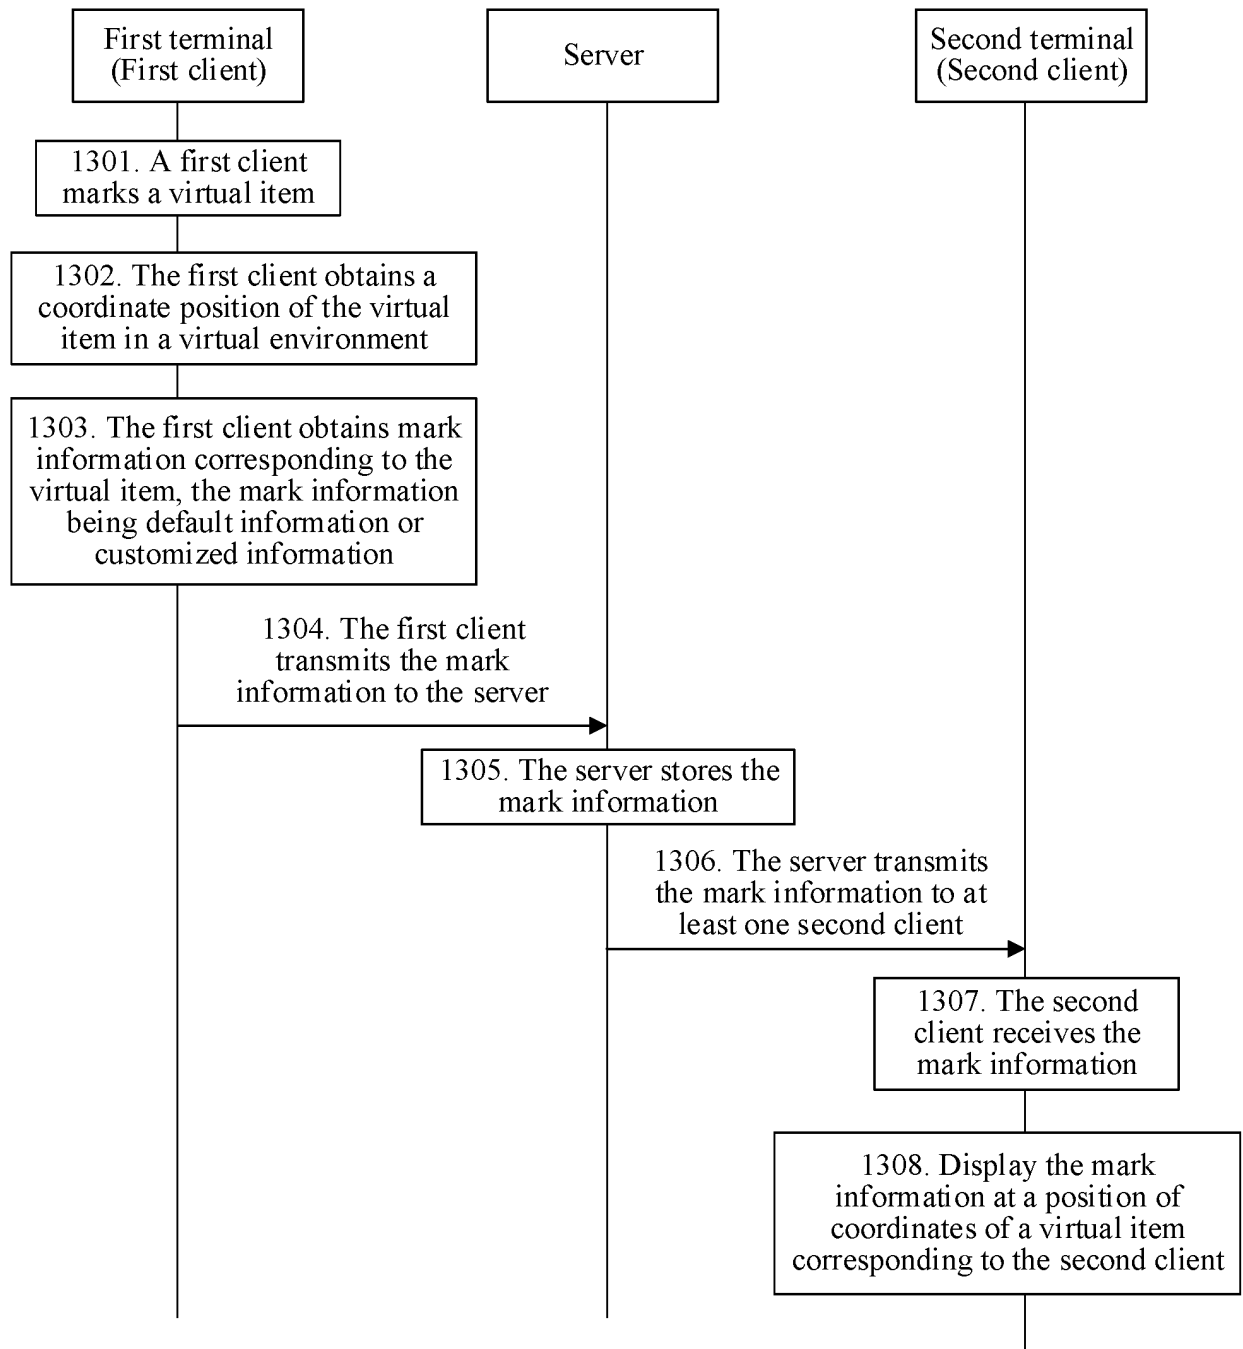 First terminal
(First client)
Server
Second terminal
(Second client)
1301. A first client
marks a virtual item
1302. The first client obtains a
coordinate position of the virtual
item in a virtual environment
1303. The first client obtains mark
information corresponding to the
virtual item, the mark information
being default information or
customized information
1304. The first client
transmits the mark
information to the server
1305. The server stores the
mark information
1306. The server transmits
the mark information to at
least one second client
1307. The second
client receives the
mark information
1308. Display the mark
information at a position of
coordinates of a virtual item
corresponding to the second client